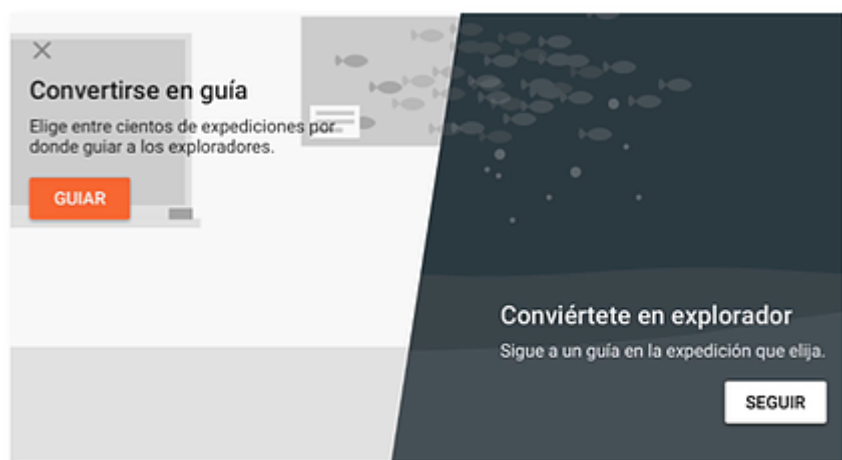 Convertirse en guía
Elige entre cientos de expediciones por
donde guiar a los exploradores.
GUIAR
Conviértete en explorador
Sigue a un guía en la expedición que elija.
SEGUIR